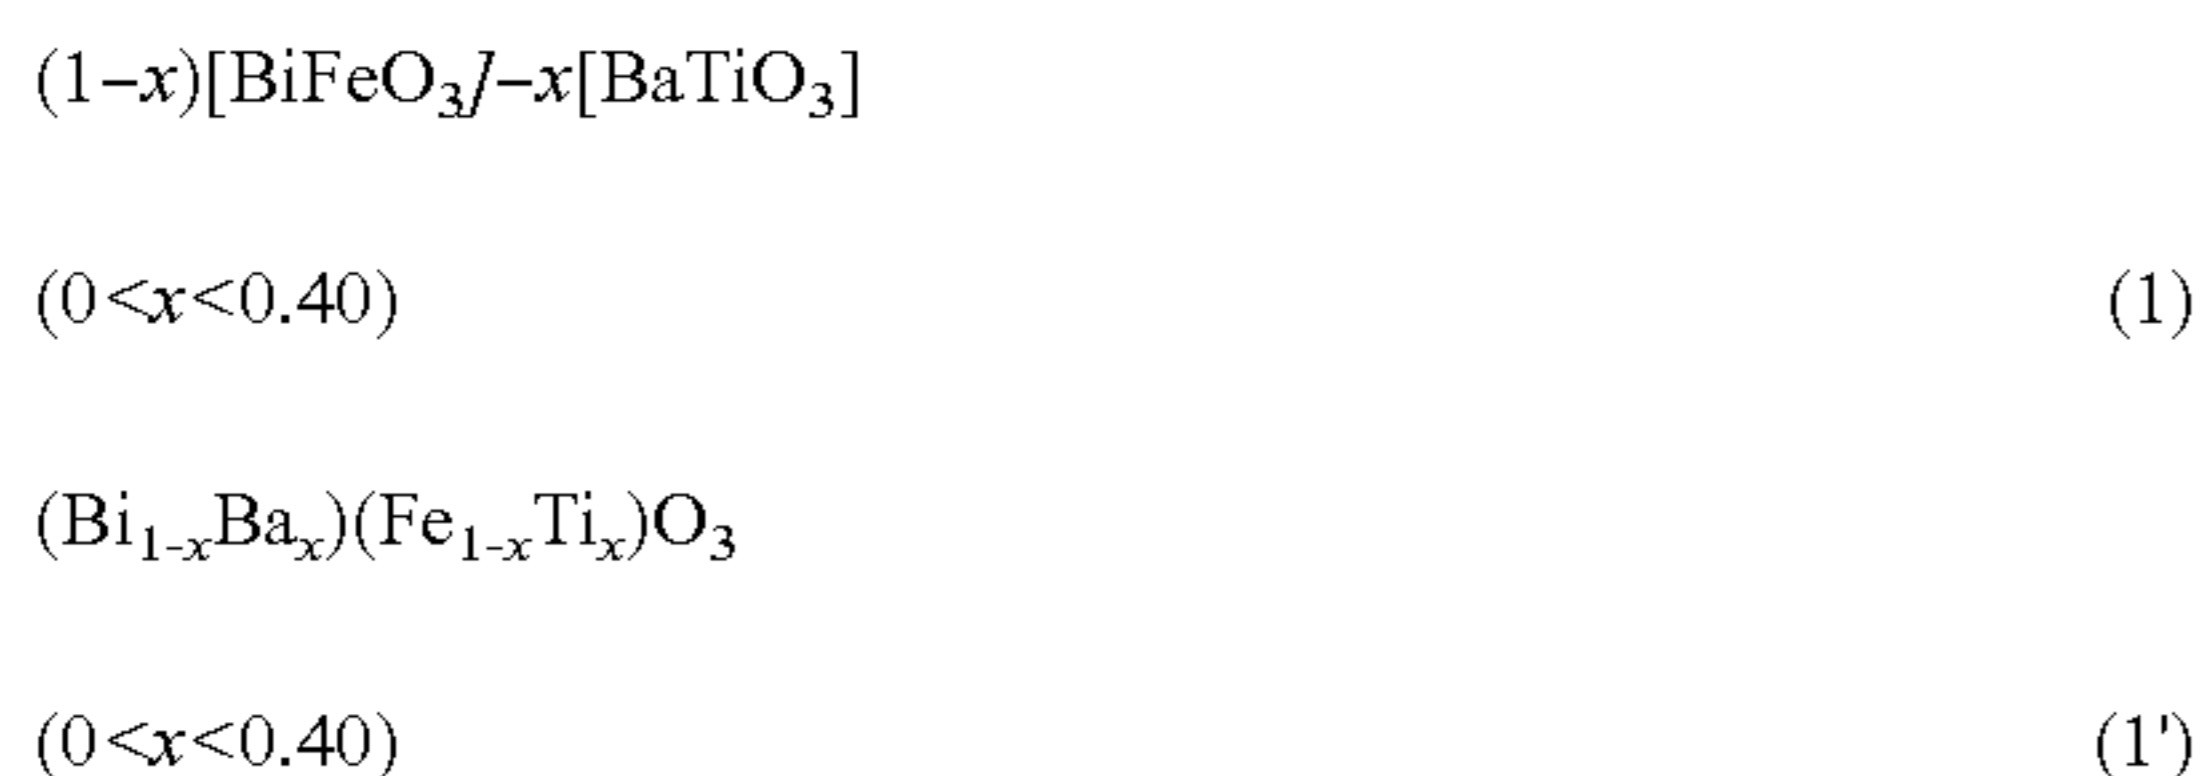 (1–x)[BiFeO₃]–x[BaTiO₃]
(0<x<0.40) (1)
(Bi₁₋ₓBaₓ)(Fe₁₋ₓTiₓ)O₃
(0<x<0.40) (1')